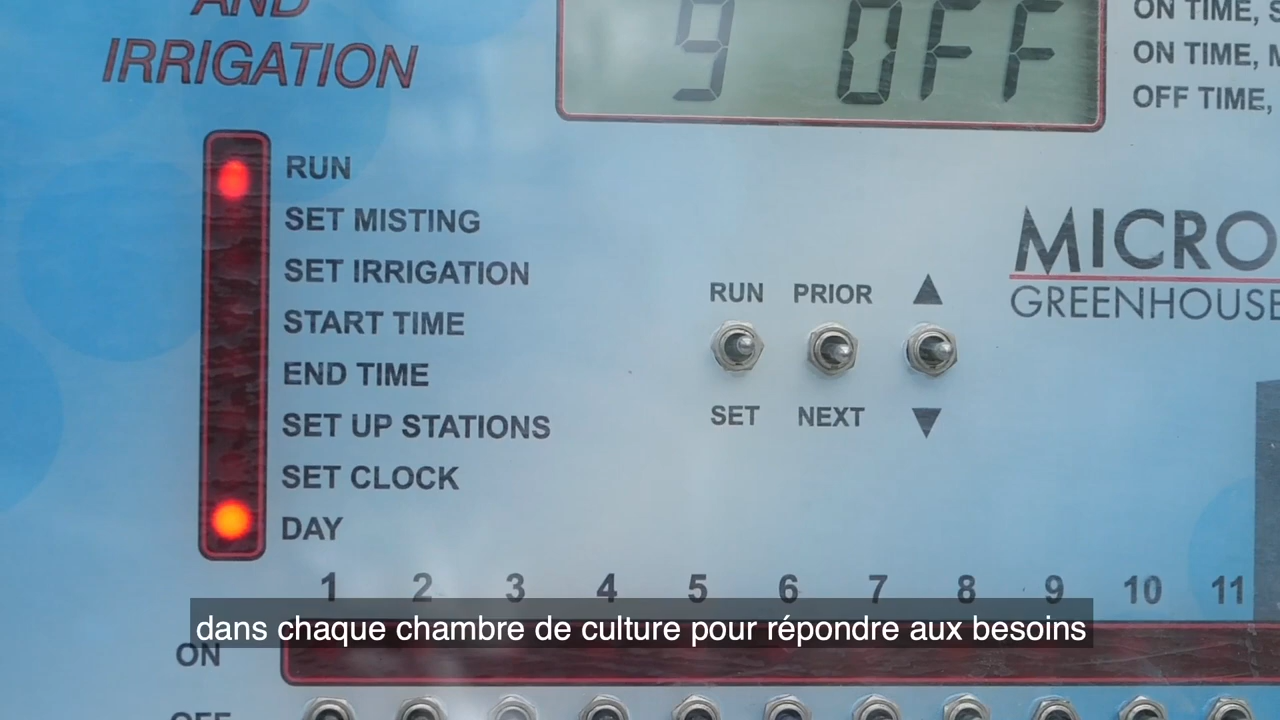 AND
IRRIGATION
9 OFF
ON TIME,
ON TIME,
OFF TIME,
RUN
SET MISTING
SET IRRIGATION
START TIME
END TIME
SET UP STATIONS
SET CLOCK
DAY
RUN PRIOR ▲
SET NEXT ▼
MICRO
GREENHOUSE
1 2 3 4 5 6 7 8 9 10 11
dans chaque chambre de culture pour répondre aux besoins
ON
OFF